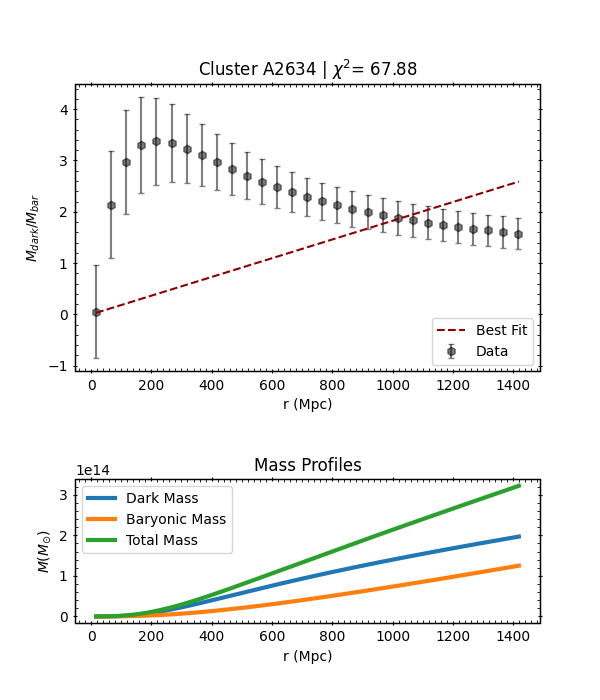 Cluster A2634 | χ²= 67.88
4
3
2
1
0
−1
M_dark/M_bar
Best Fit
Data
0 200 400 600 800 1000 1200 1400
r (Mpc)
Mass Profiles
1e14
3
2
1
0
M(M_⊙)
Dark Mass
Baryonic Mass
Total Mass
0 200 400 600 800 1000 1200 1400
r (Mpc)